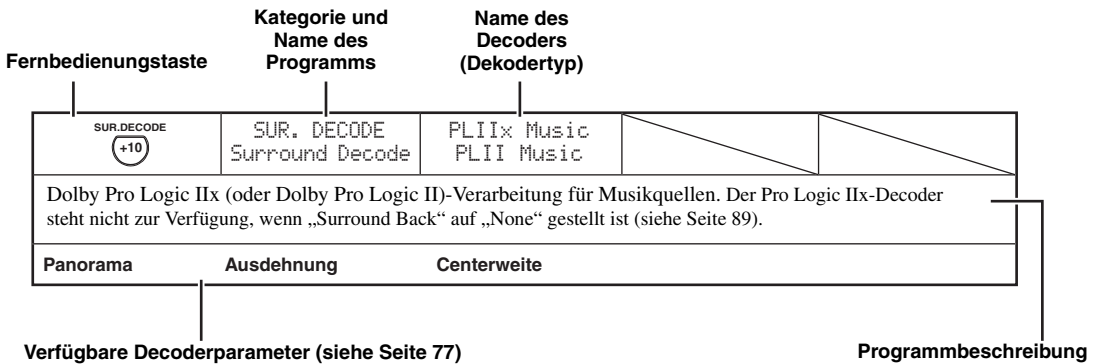 Kategorie und
Name des
Programms
Name des
Decoders
(Dekodertyp)
Fernbedienungstaste
SUR.DECODE
+10
SUR. DECODE
Surround Decode
PLIIx Music
PLII Music
Dolby Pro Logic IIx (oder Dolby Pro Logic II)-Verarbeitung für Musikquellen. Der Pro Logic IIx-Decoder
steht nicht zur Verfügung, wenn „Surround Back“ auf „None“ gestellt ist (siehe Seite 89).
Panorama Ausdehnung Centerweite
Verfügbare Decoderparameter (siehe Seite 77)
Programmbeschreibung